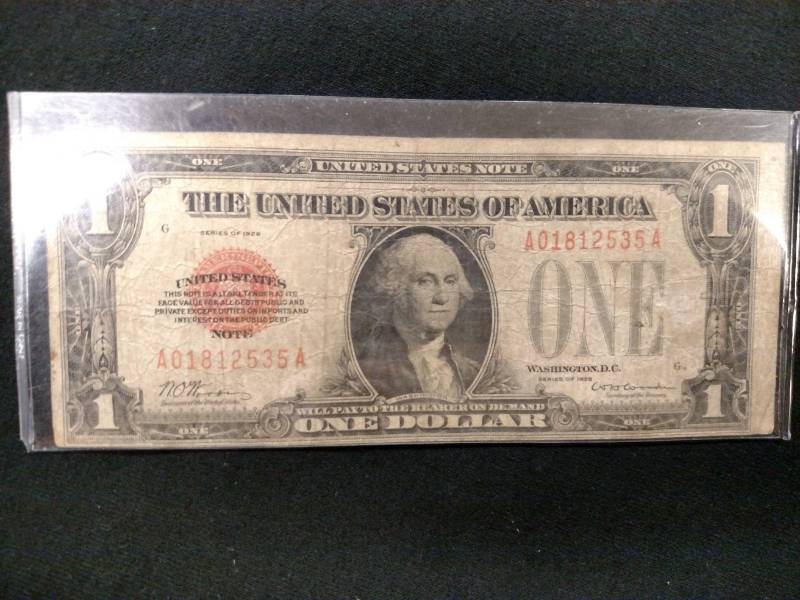 ONE
UNITED STATES NOTE
ONE
THE UNITED STATES OF AMERICA
1
1
G
SERIES OF 1928
A01812535A
UNITED STATES
THIS NOTE IS A LEGAL TENDER AT ITS
FACE VALUE FOR ALL DEBTS PUBLIC AND
PRIVATE EXCEPT DUTIES ON IMPORTS AND
INTEREST ON THE PUBLIC DEBT
NOTE
ONE
A01812535A
WASHINGTON, D.C.
SERIES OF 1928
WILL PAY TO THE BEARER ON DEMAND
ONE DOLLAR
1
1
ONE
ONE